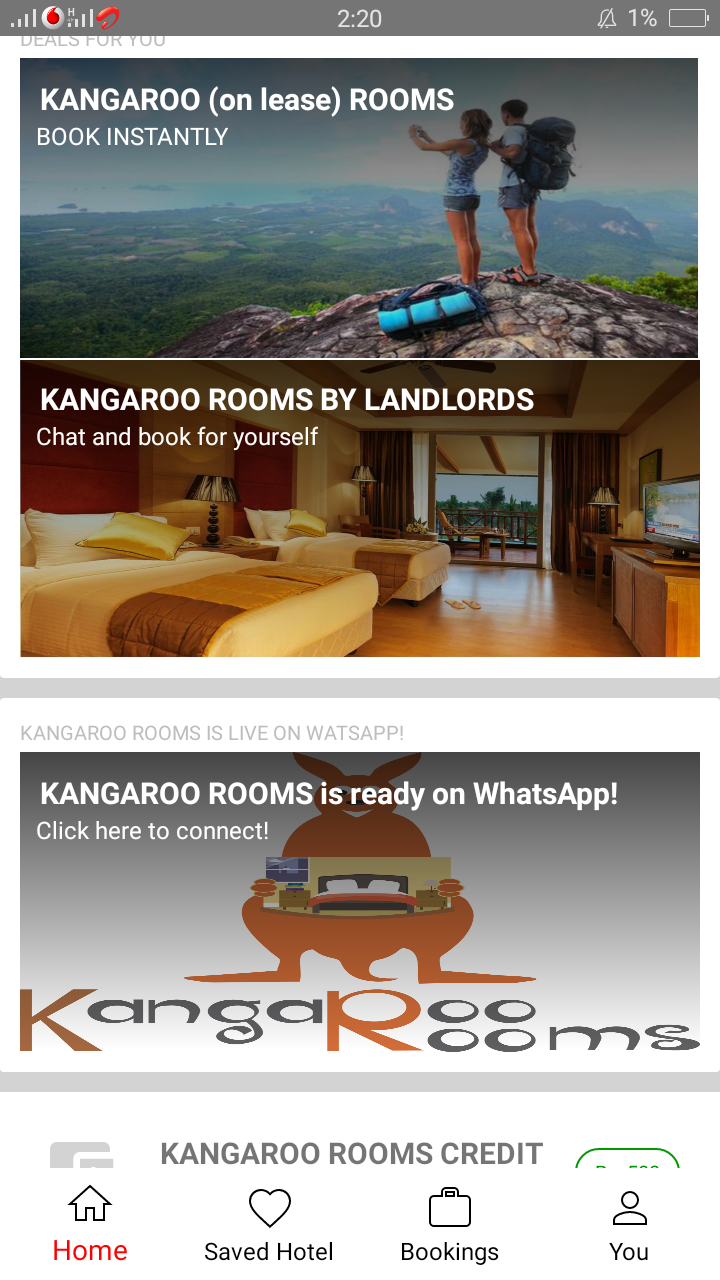 H
2:20
1%
DEALS FOR YOU
KANGAROO (on lease) ROOMS
BOOK INSTANTLY
KANGAROO ROOMS BY LANDLORDS
Chat and book for yourself
KANGAROO ROOMS IS LIVE ON WATSAPP!
KANGAROO ROOMS is ready on WhatsApp!
Click here to connect!
KangaRoo
Rooms
KANGAROO ROOMS CREDIT
Home
Saved Hotel
Bookings
You